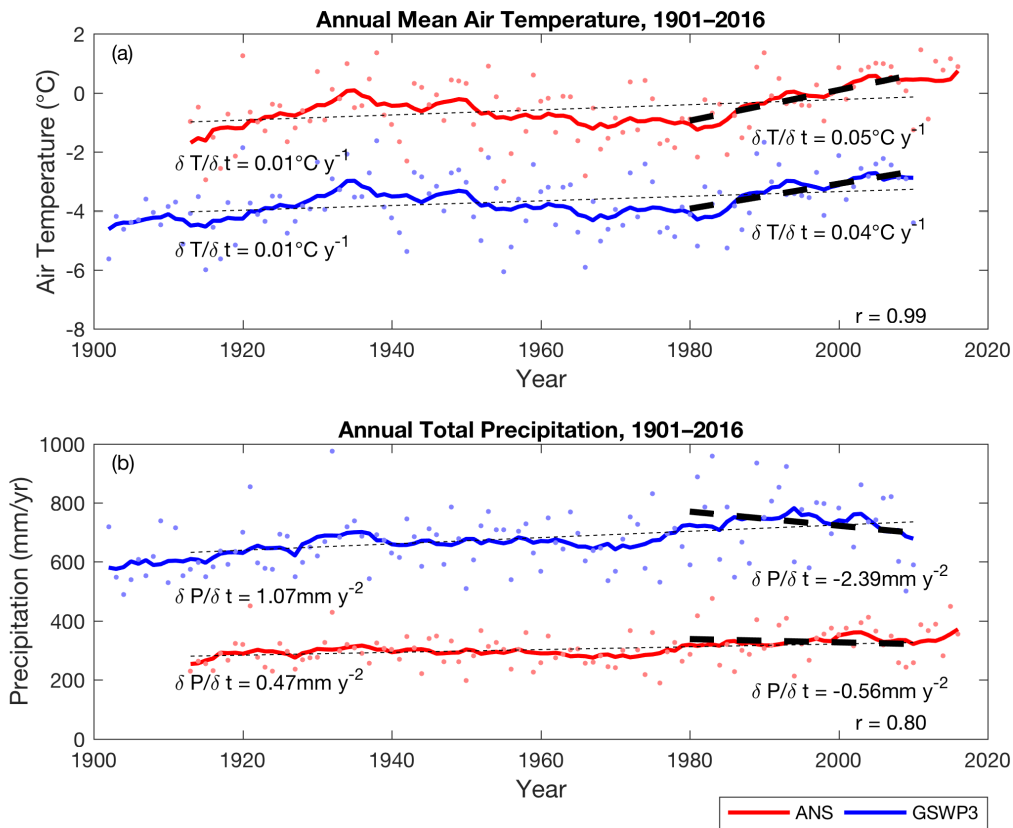 Annual Mean Air Temperature, 1901–2016
(a)
2
0
-2
-4
-6
-8
Air Temperature (°C)
δ T/δ t = 0.01°C y⁻¹
δ T/δ t = 0.05°C y⁻¹
δ T/δ t = 0.01°C y⁻¹
δ T/δ t = 0.04°C y⁻¹
r = 0.99
1900 1920 1940 1960 1980 2000 2020
Year
Annual Total Precipitation, 1901–2016
(b)
1000
800
600
400
200
0
Precipitation (mm/yr)
δ P/δ t = 1.07mm y⁻²
δ P/δ t = -2.39mm y⁻²
δ P/δ t = 0.47mm y⁻²
δ P/δ t = -0.56mm y⁻²
r = 0.80
1900 1920 1940 1960 1980 2000 2020
Year
ANS GSWP3